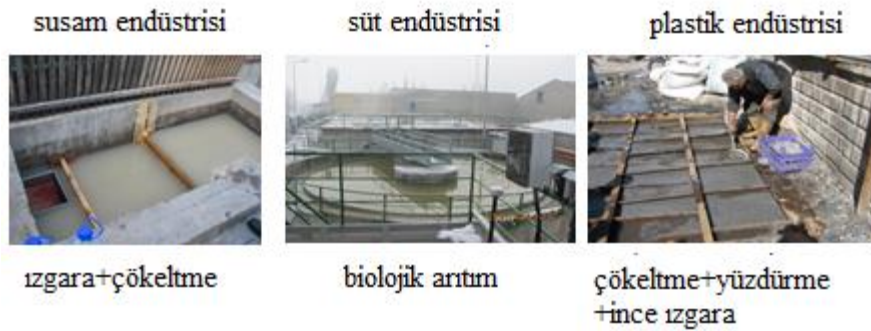 susam endüstrisi
süt endüstrisi
plastik endüstrisi
ızgara+çökeltme
biolojik arıtım
çökeltme+yüzdürme
+ince ızgara